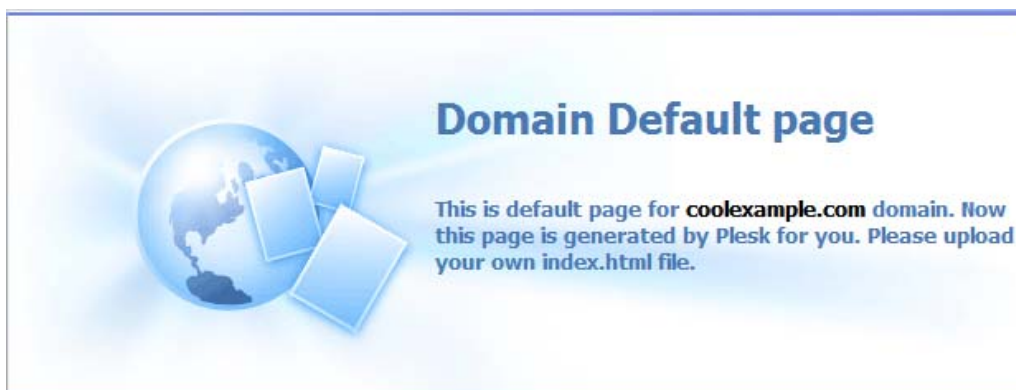 Domain Default page
This is default page for coolexample.com domain. Now
this page is generated by Plesk for you. Please upload
your own index.html file.